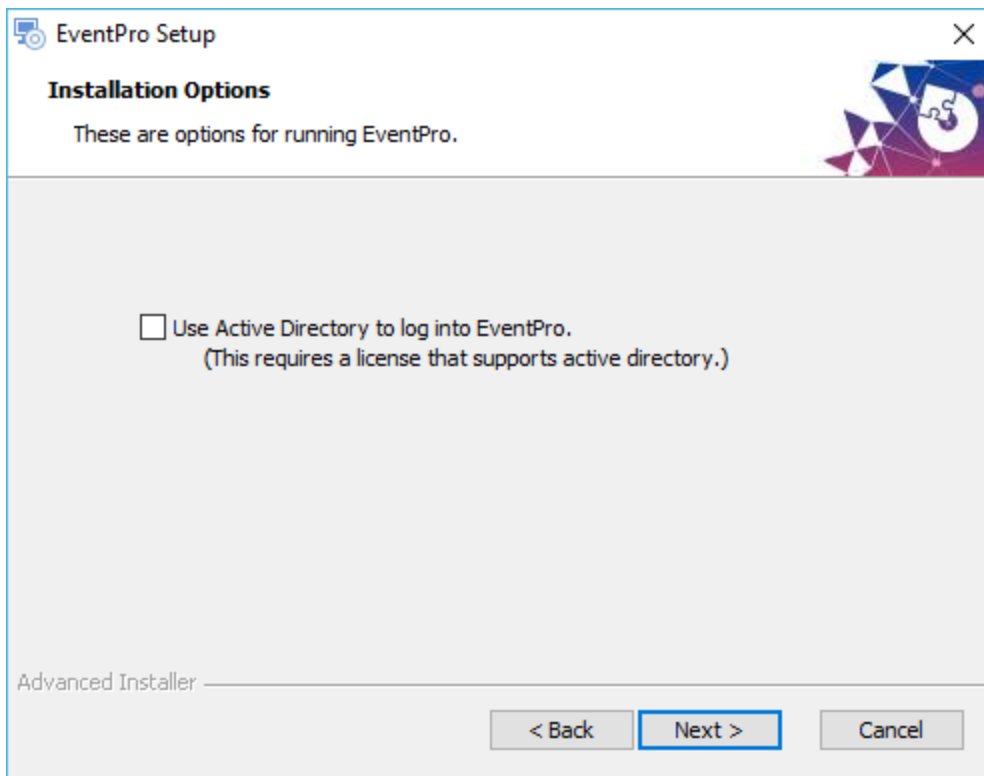 EventPro Setup
Installation Options
These are options for running EventPro.
Use Active Directory to log into EventPro.
(This requires a license that supports active directory.)
Advanced Installer
< Back
Next >
Cancel